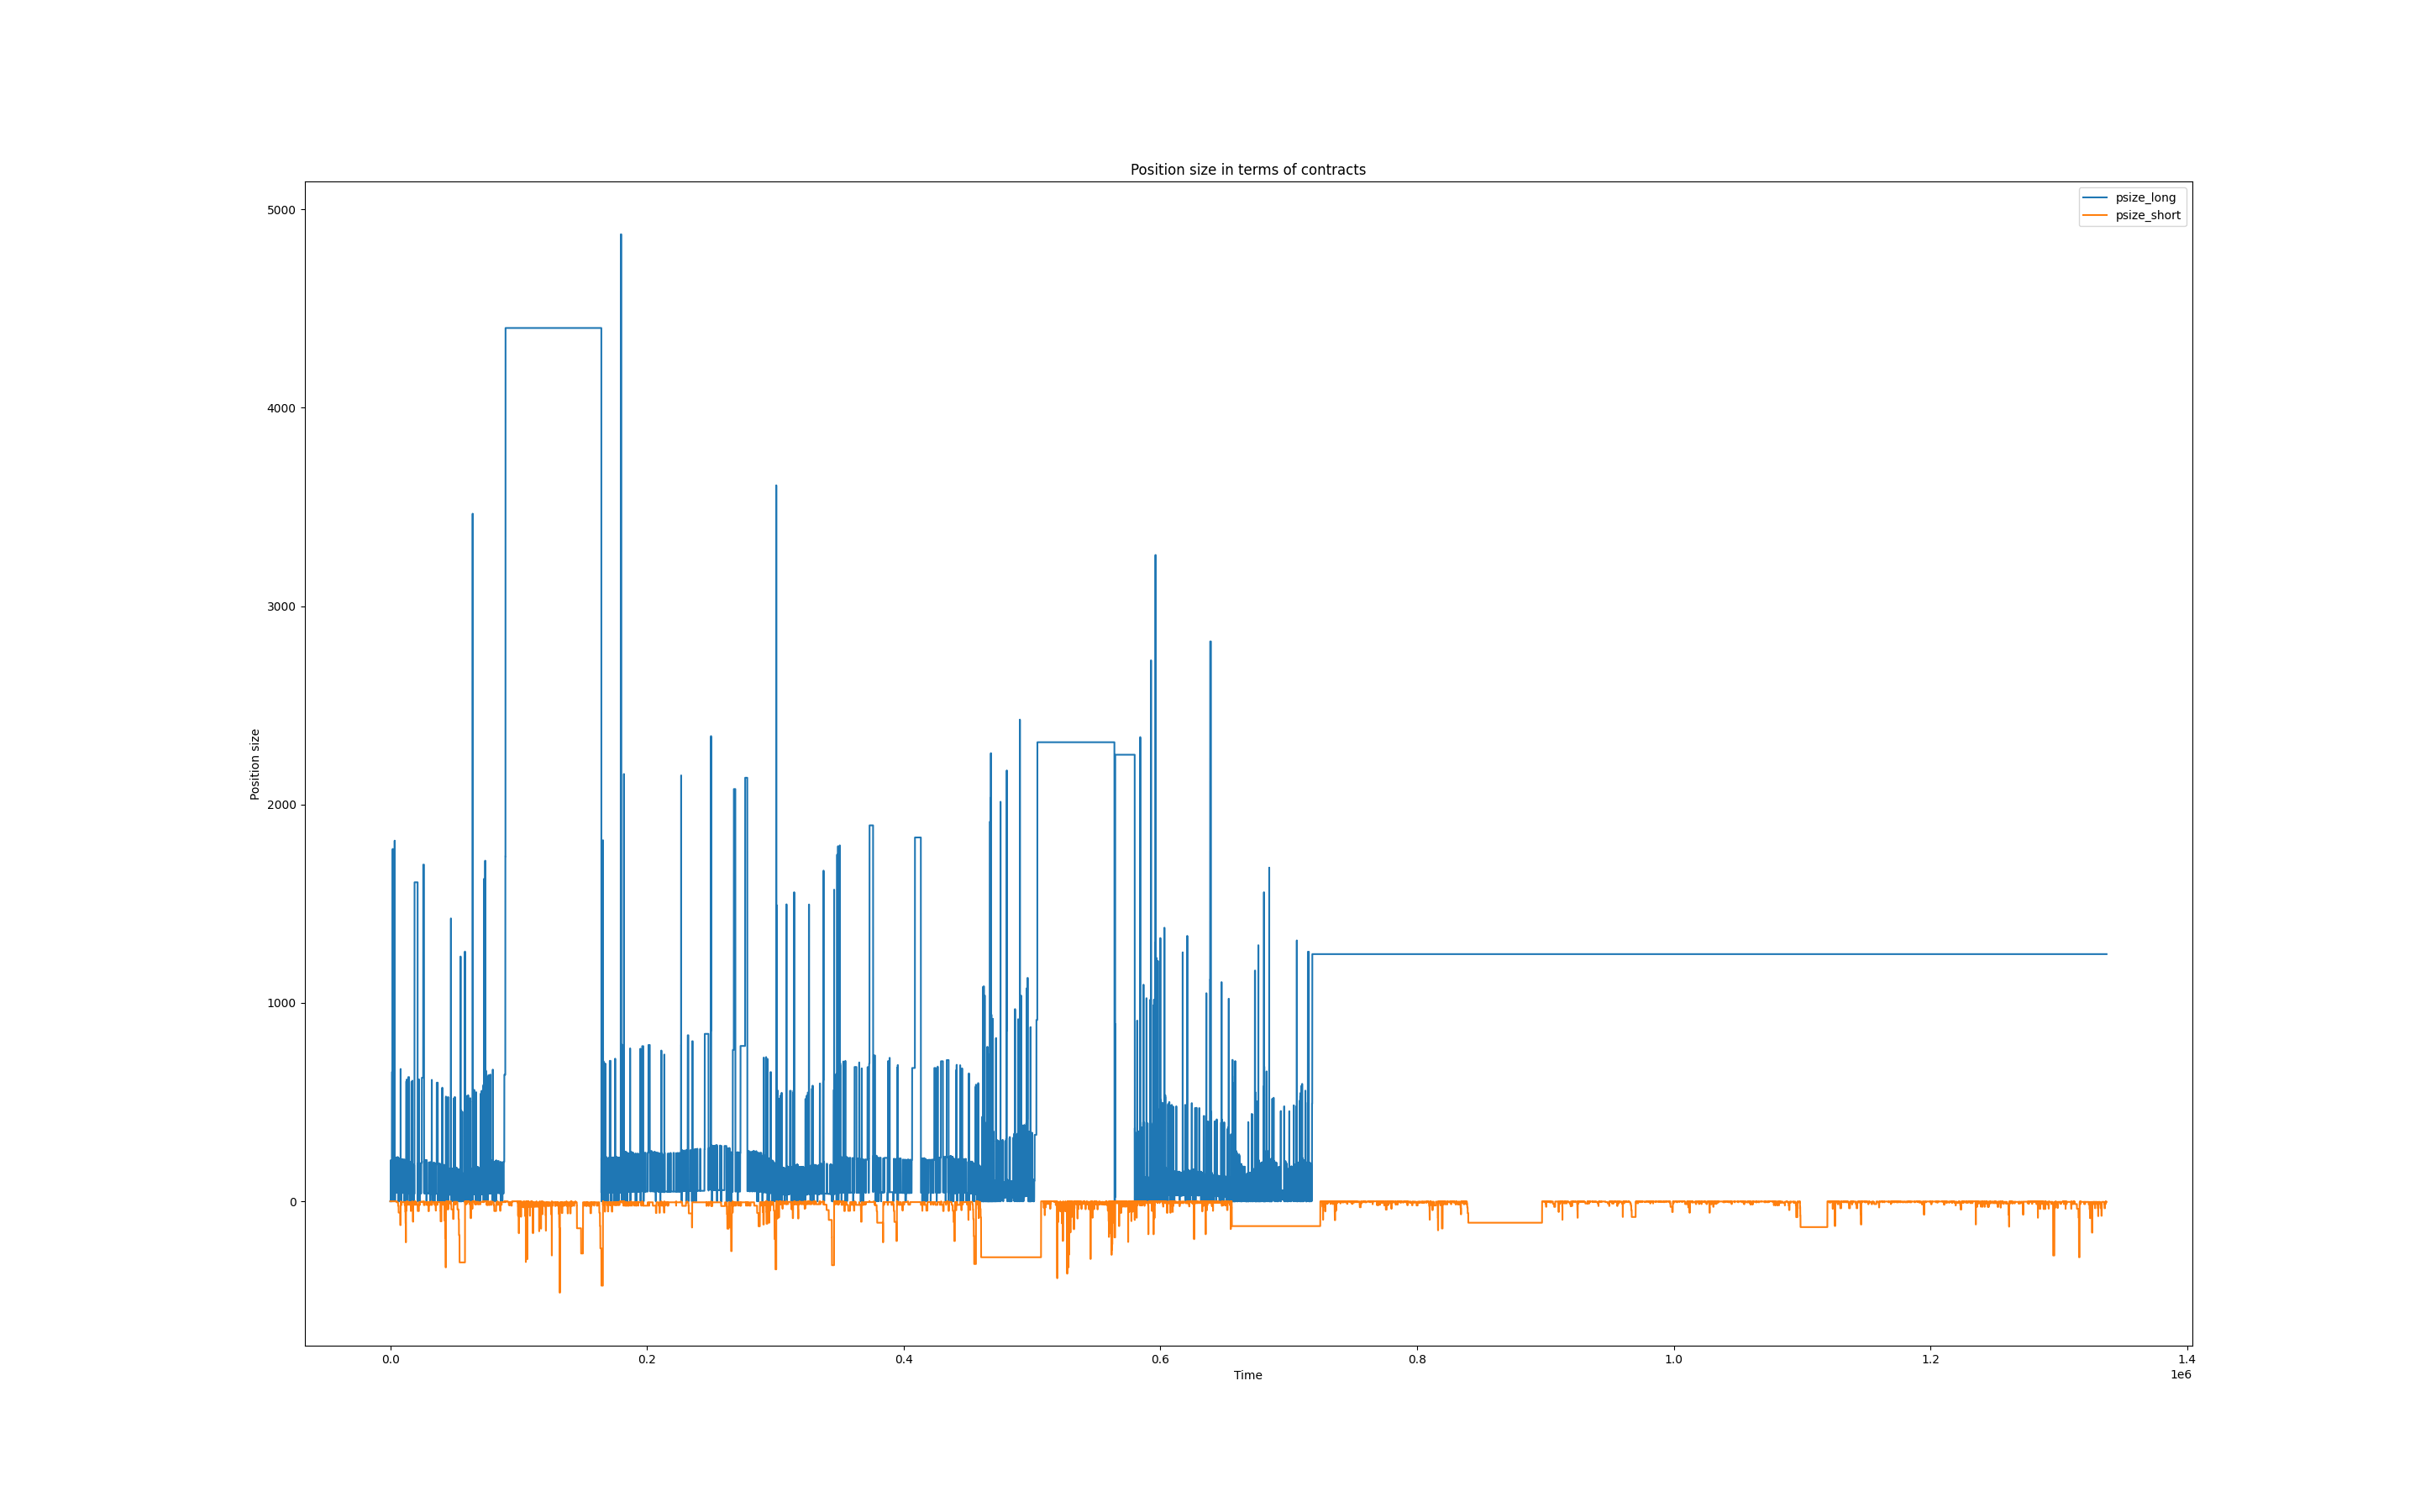 Position size in terms of contracts
psize_long
psize_short
5000
4000
3000
2000
1000
0
Position size
0.0 0.2 0.4 0.6 0.8 1.0 1.2 1.4
Time
1e6